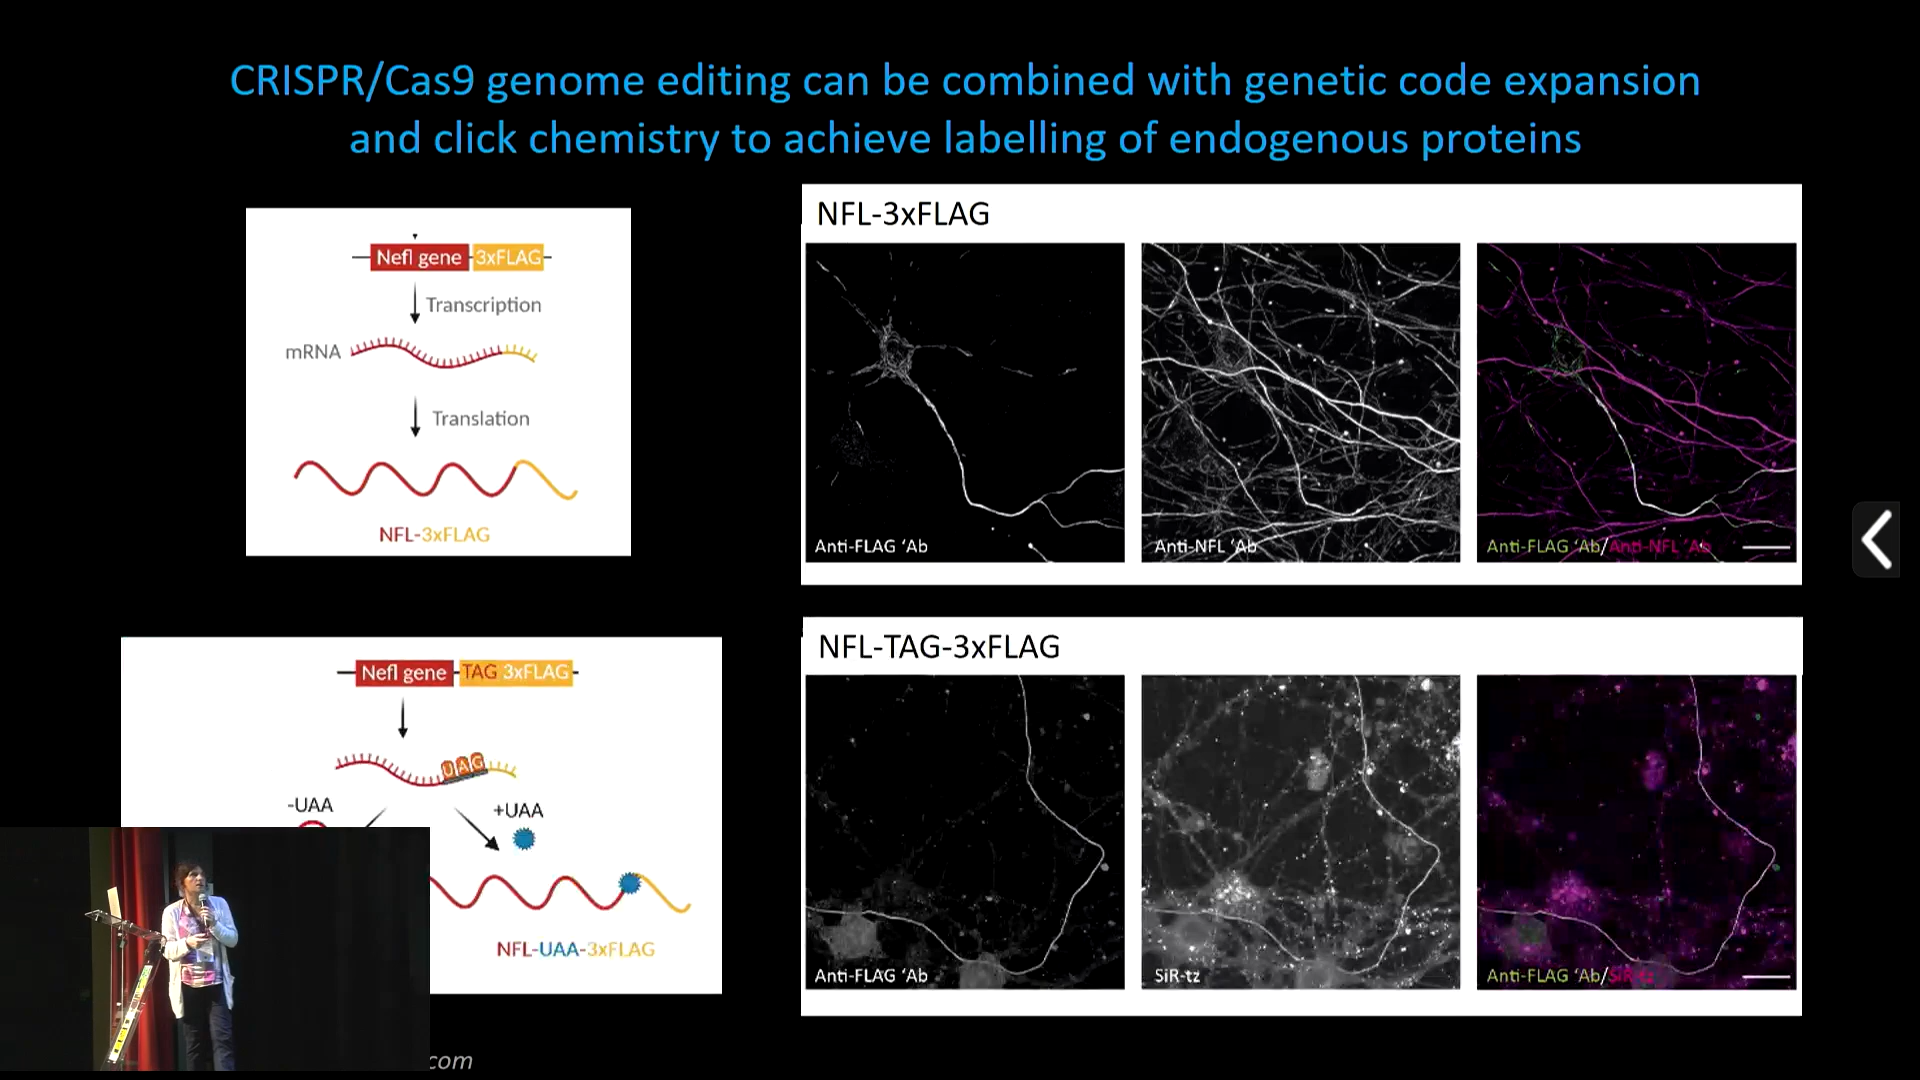 CRISPR/Cas9 genome editing can be combined with genetic code expansion
and click chemistry to achieve labelling of endogenous proteins
Nefl gene 3xFLAG
Transcription
mRNA
Translation
NFL-3xFLAG
NFL-3xFLAG
Anti-FLAG ‘Ab
Anti-NFL ‘Ab
Anti-FLAG ‘Ab/Anti-NFL ‘Ab
Nefl gene TAG 3xFLAG
UAG
-UAA
+UAA
NFL-UAA-3xFLAG
NFL-TAG-3xFLAG
Anti-FLAG ‘Ab
SiR-tz
Anti-FLAG ‘Ab/SiR-tz
com